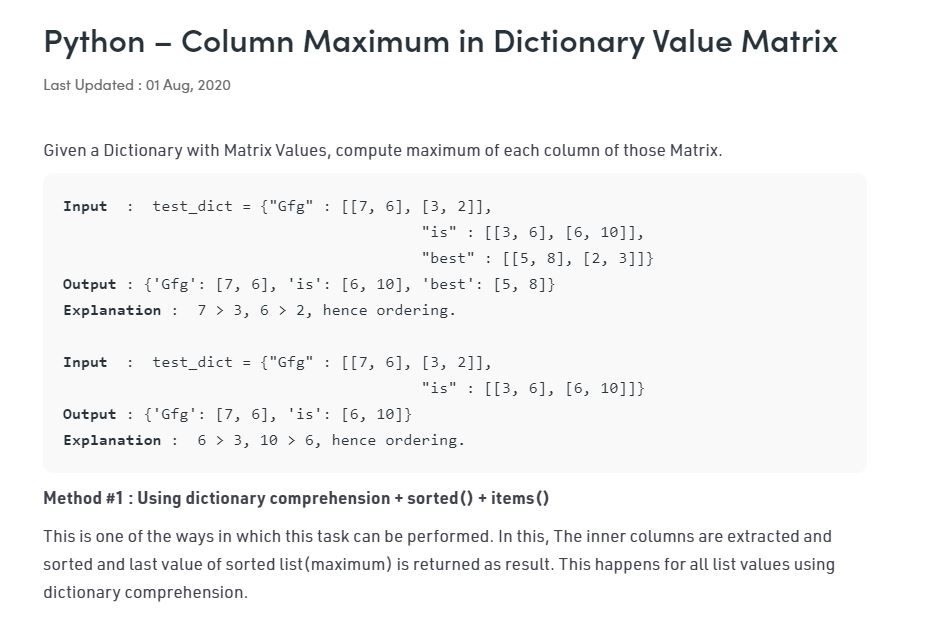 Python – Column Maximum in Dictionary Value Matrix
Last Updated : 01 Aug, 2020
Given a Dictionary with Matrix Values, compute maximum of each column of those Matrix.
Input  :  test_dict = {"Gfg" : [[7, 6], [3, 2]],
"is" : [[3, 6], [6, 10]],
"best" : [[5, 8], [2, 3]]}
Output : {'Gfg': [7, 6], 'is': [6, 10], 'best': [5, 8]}
Explanation :  7 > 3, 6 > 2, hence ordering.
Input  :  test_dict = {"Gfg" : [[7, 6], [3, 2]],
"is" : [[3, 6], [6, 10]]}
Output : {'Gfg': [7, 6], 'is': [6, 10]}
Explanation :  6 > 3, 10 > 6, hence ordering.
Method #1 : Using dictionary comprehension + sorted() + items()
This is one of the ways in which this task can be performed. In this, The inner columns are extracted and
sorted and last value of sorted list(maximum) is returned as result. This happens for all list values using
dictionary comprehension.